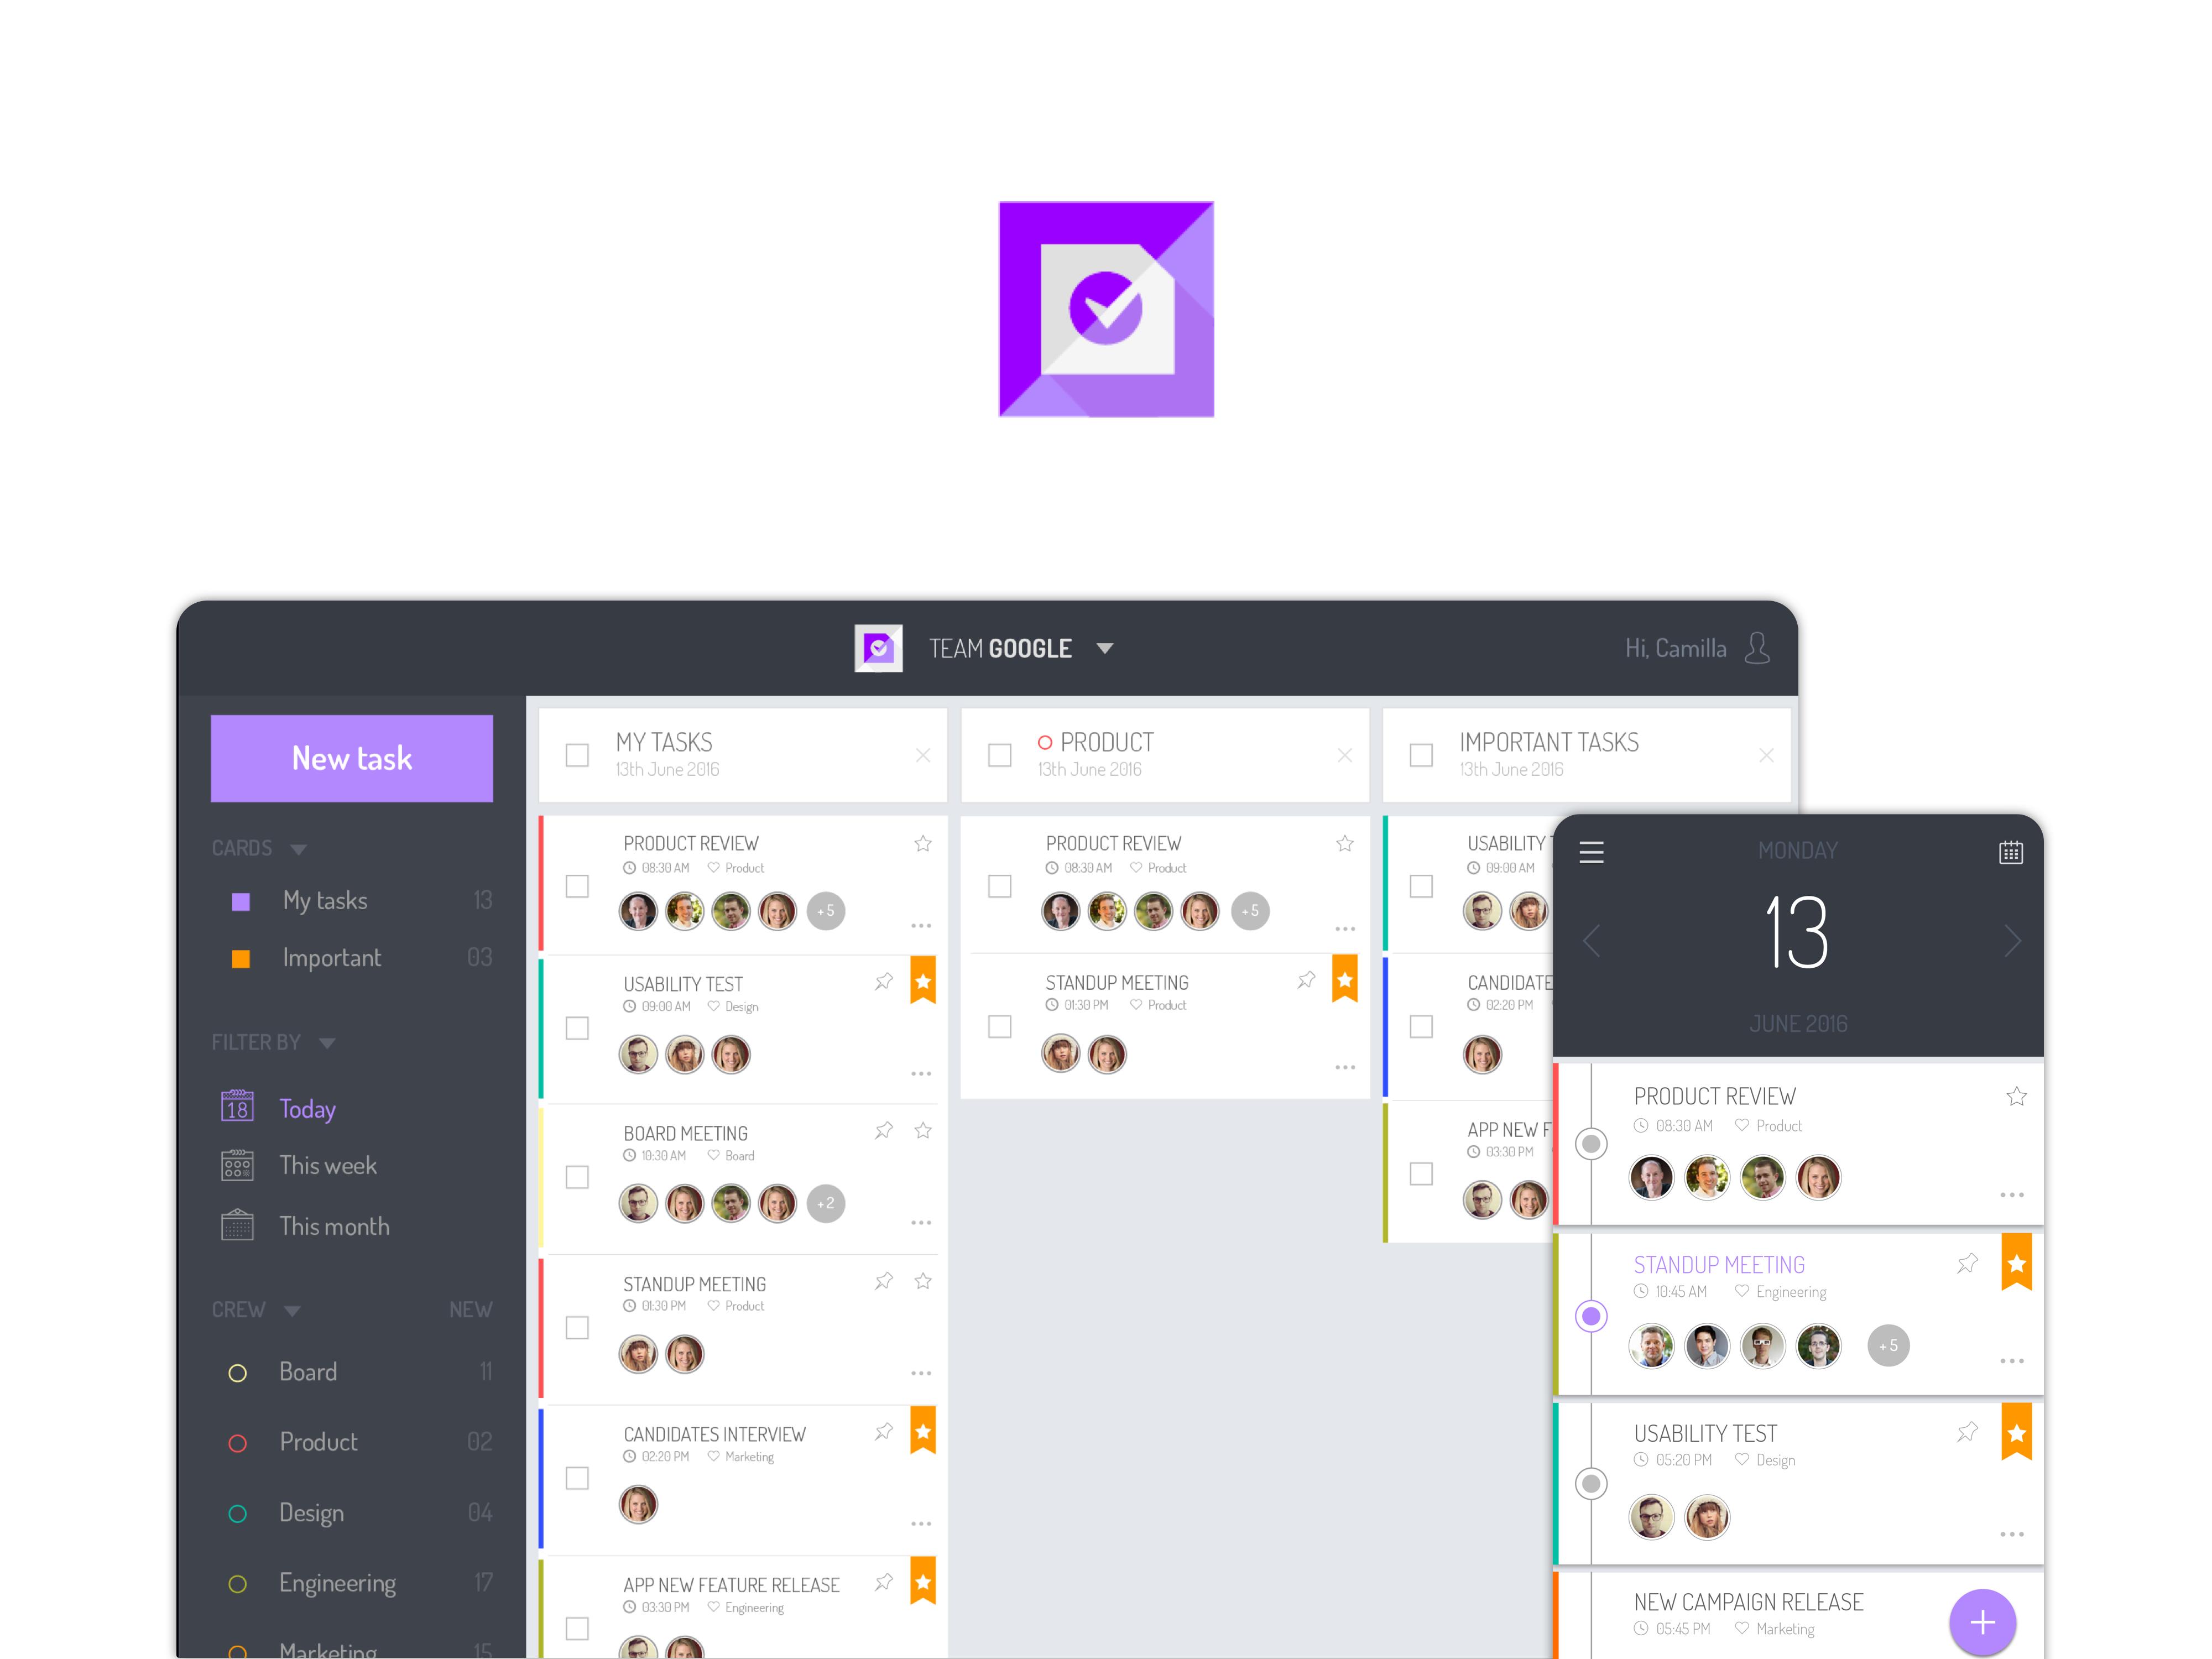 TEAM GOOGLE
Hi, Camilla
New task
CARDS
My tasks 13
Important 03
FILTER BY
18 Today
This week
This month
CREW NEW
Board 11
Product 02
Design 04
Engineering 17
Marketing 15
MY TASKS
13th June 2016
PRODUCT REVIEW
08:30 AM Product
+5
USABILITY TEST
09:00 AM Design
BOARD MEETING
10:30 AM Board
+2
STANDUP MEETING
01:30 PM Product
CANDIDATES INTERVIEW
02:20 PM Marketing
APP NEW FEATURE RELEASE
03:30 PM Engineering
PRODUCT
13th June 2016
PRODUCT REVIEW
08:30 AM Product
+5
STANDUP MEETING
01:30 PM Product
IMPORTANT TASKS
13th June 2016
USABILITY
09:00 AM
CANDIDATE
02:20 PM
APP NEW F
03:30 PM
MONDAY
13
JUNE 2016
PRODUCT REVIEW
08:30 AM Product
STANDUP MEETING
10:45 AM Engineering
+5
USABILITY TEST
05:20 PM Design
NEW CAMPAIGN RELEASE
05:45 PM Marketing